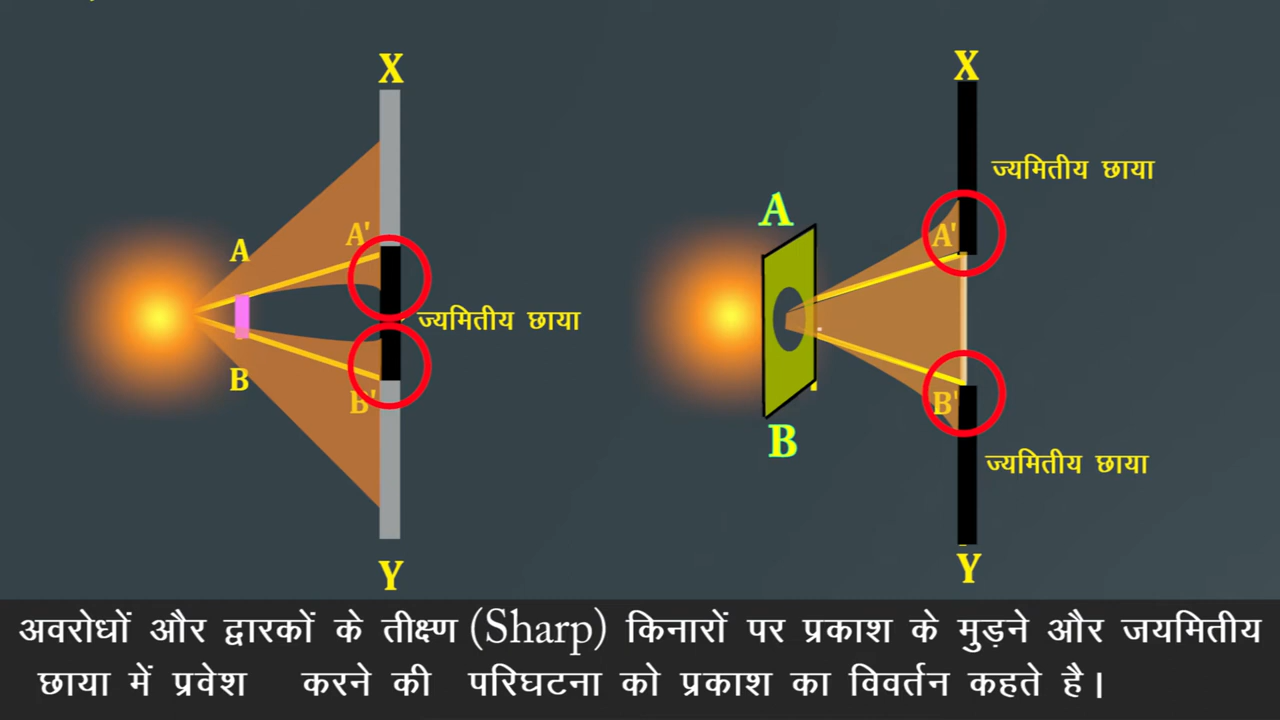 X
A'
A
ज्यमितीय छाया
B
B'
Y
X
ज्यमितीय छाया
A
A'
B'
B
ज्यमितीय छाया
Y
अवरोधों और द्वारकों के तीक्ष्ण (Sharp) किनारों पर प्रकाश के मुड़ने और जयमितीय
छाया में प्रवेश करने की परिघटना को प्रकाश का विवर्तन कहते है।